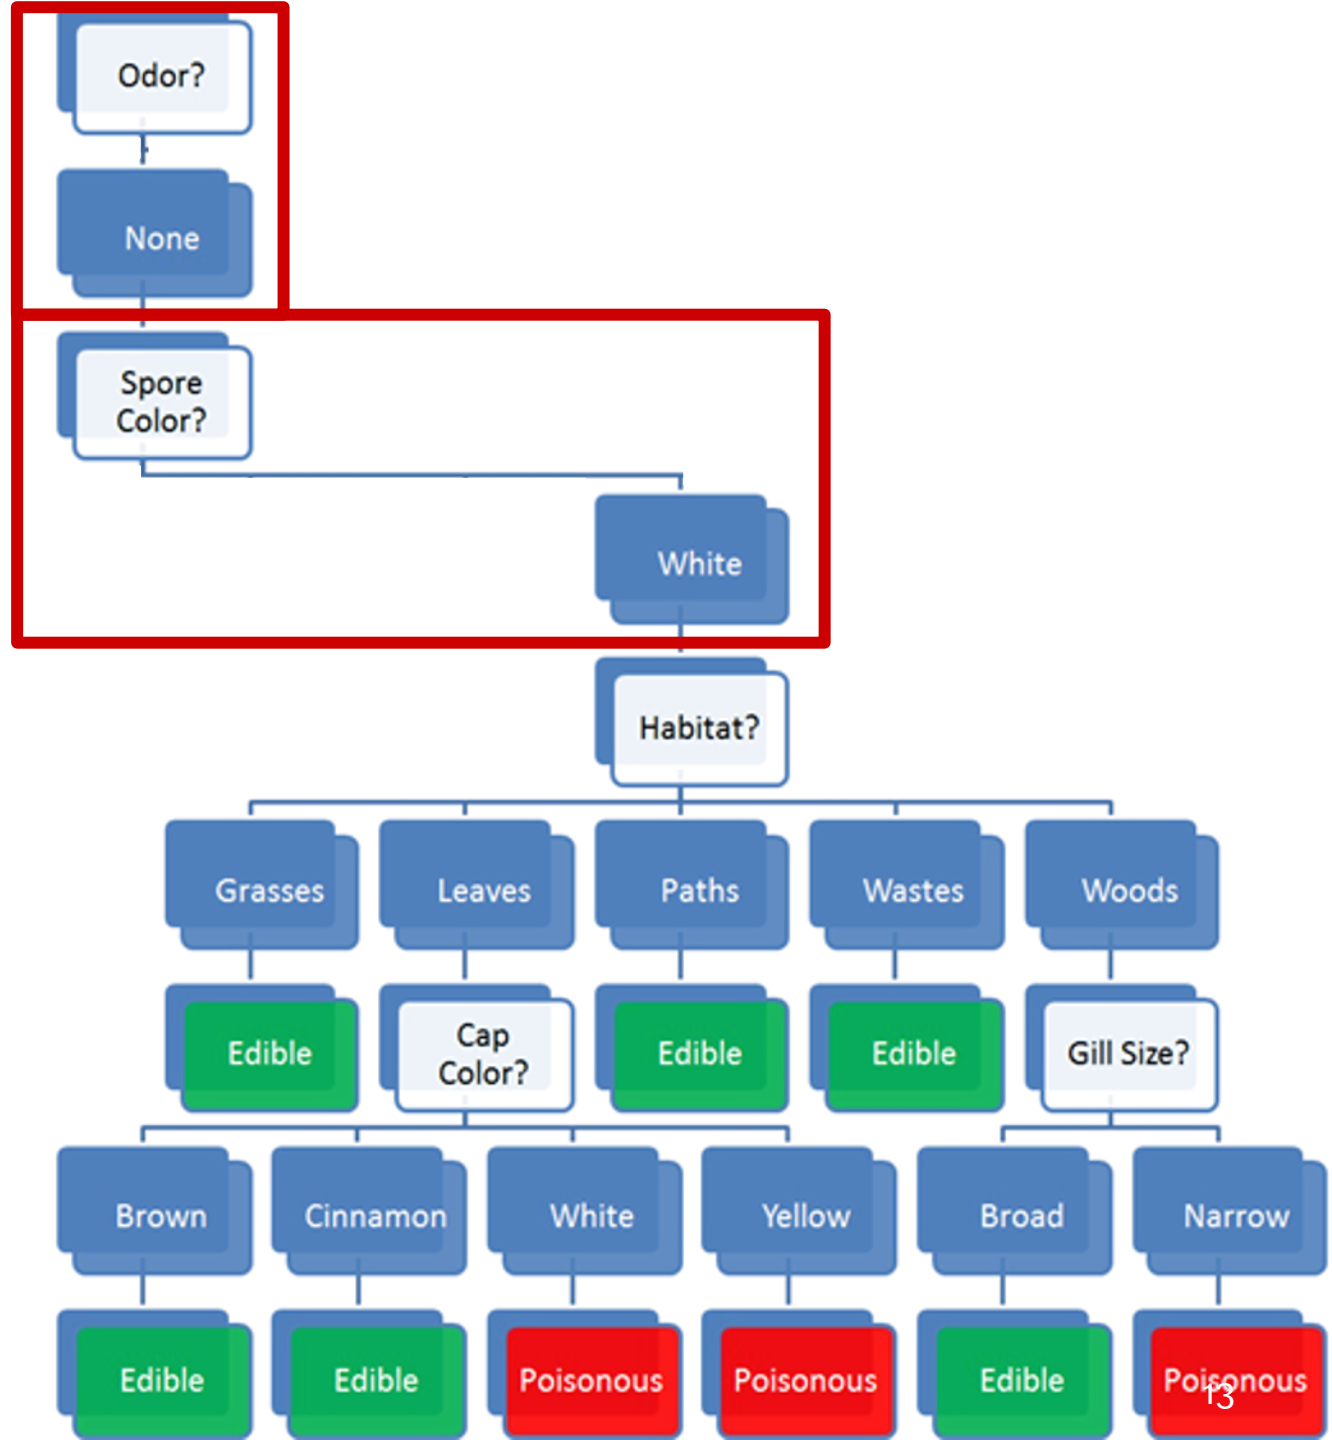 Odor?
None
Spore
Color?
White
Habitat?
Grasses
Leaves
Paths
Wastes
Woods
Edible
Cap
Color?
Edible
Edible
Gill Size?
Brown
Cinnamon
White
Yellow
Broad
Narrow
Edible
Edible
Poisonous
Poisonous
Edible
Poisonous
13